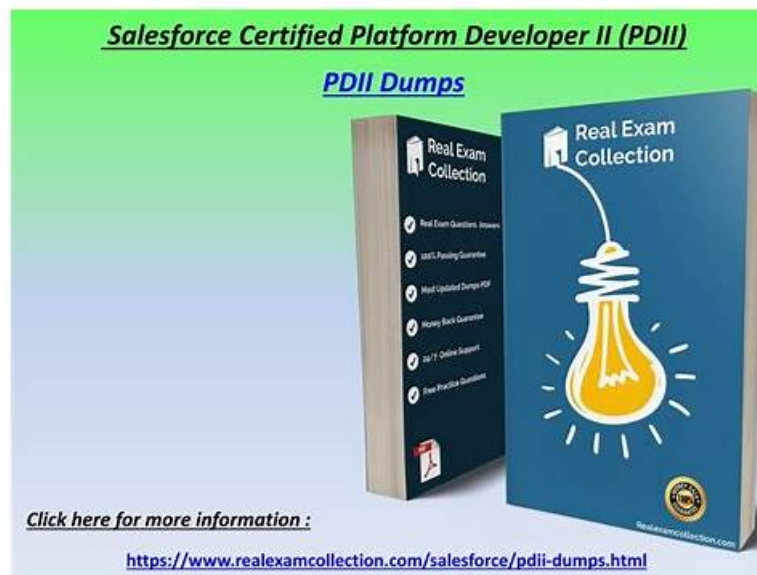 Salesforce Certified Platform Developer II (PDII)
PDII Dumps
Real Exam
Collection
Real Exam Questions Answers
100% Passing Guarantee
Most Updated Dumps PDF
Money Back Guarantee
24/7 Online Support
Free Practice Questions
Real Exam
Collection
100%
Realexamcollection.com
Click here for more information :
https://www.realexamcollection.com/salesforce/pdii-dumps.html